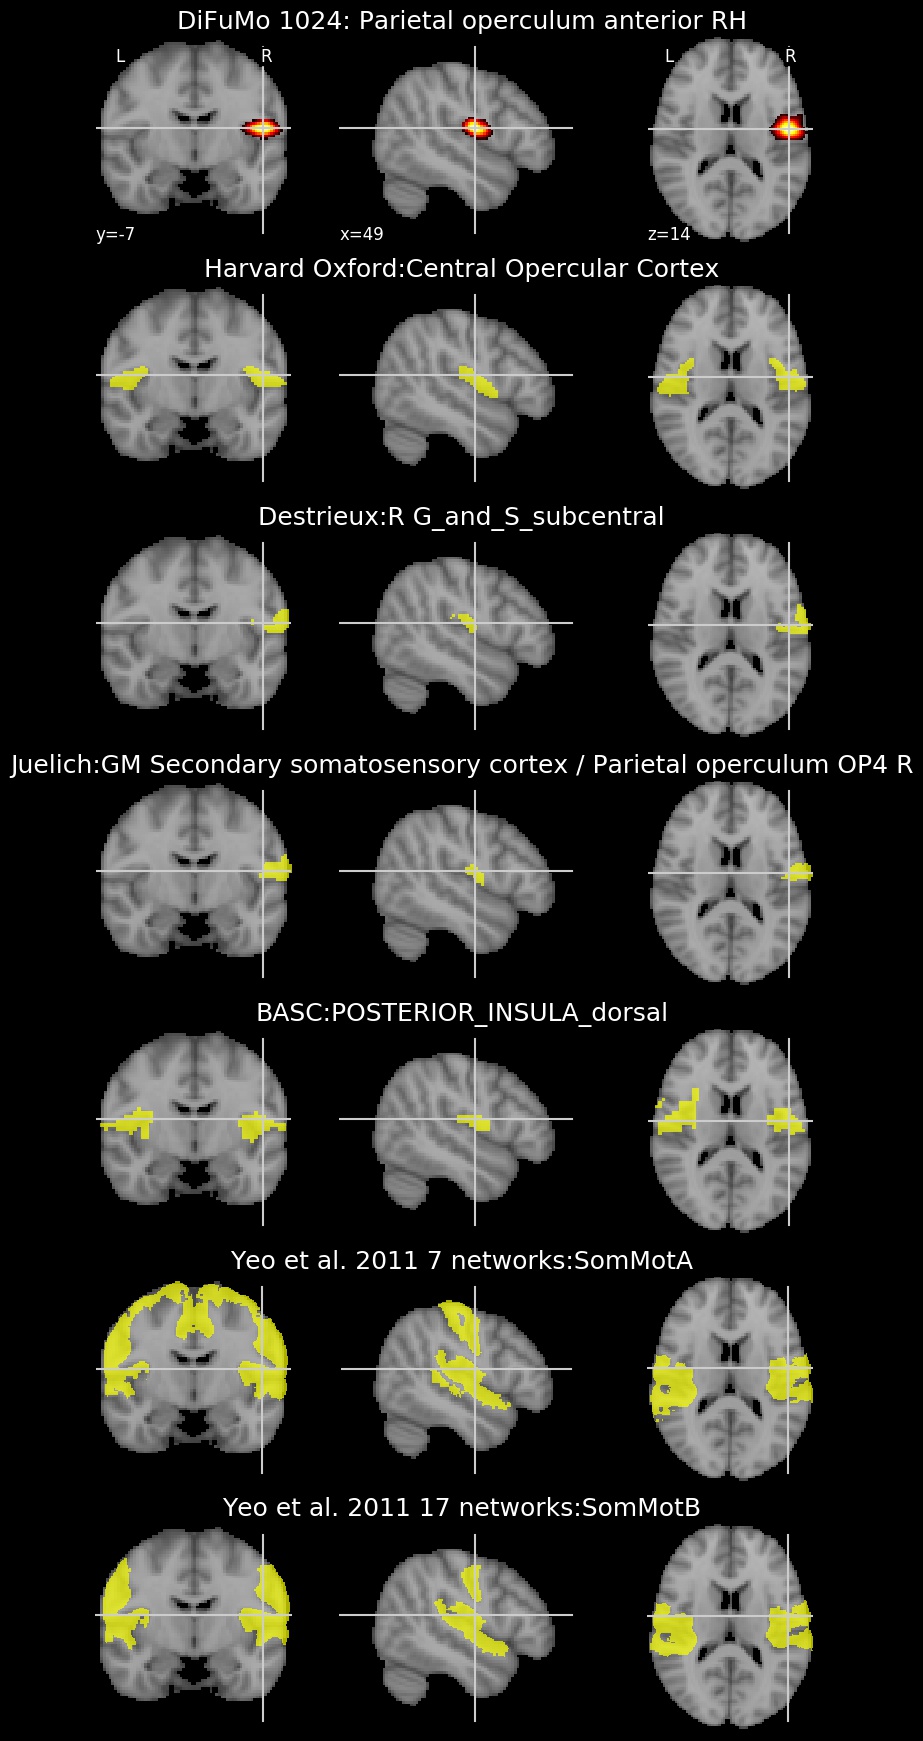 DiFuMo 1024: Parietal operculum anterior RH
L R L R
y=-7 x=49 z=14
Harvard Oxford:Central Opercular Cortex
Destrieux:R G_and_S_subcentral
Juelich:GM Secondary somatosensory cortex / Parietal operculum OP4 R
BASC:POSTERIOR_INSULA_dorsal
Yeo et al. 2011 7 networks:SomMotA
Yeo et al. 2011 17 networks:SomMotB